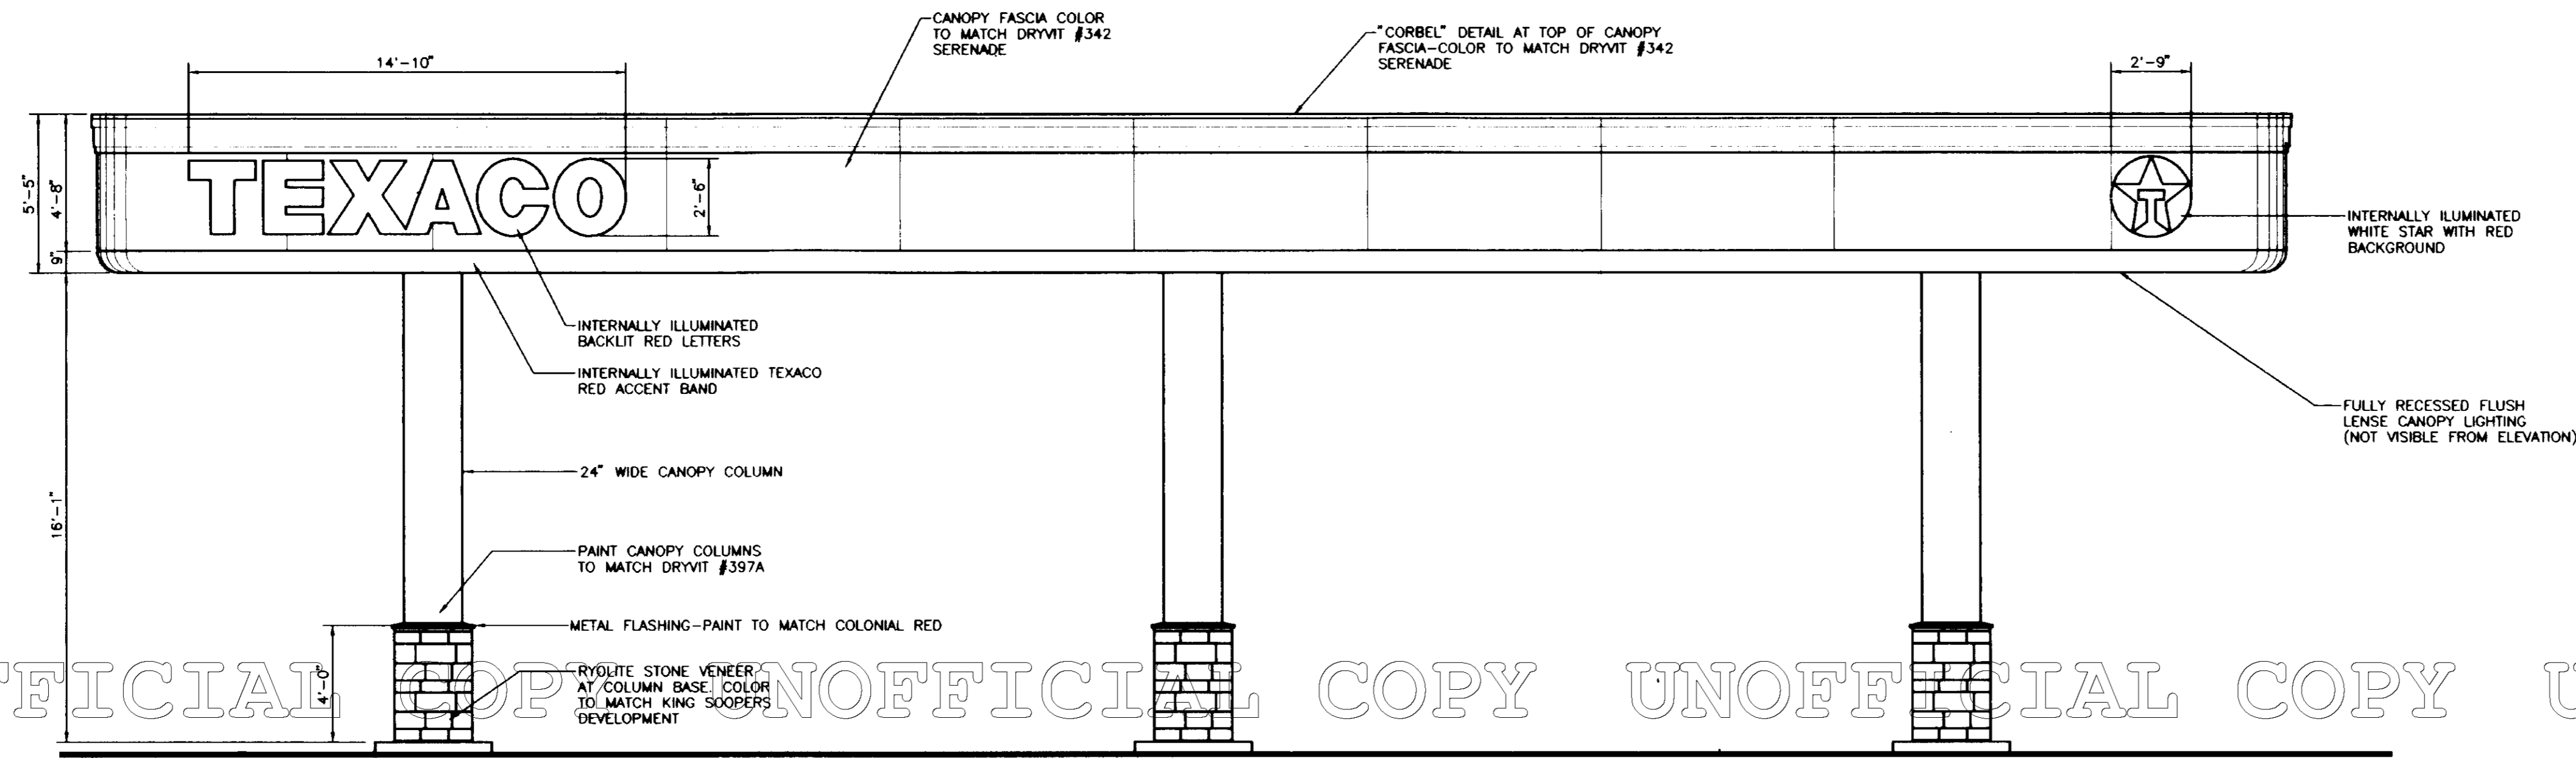 CANOPY FASCIA COLOR
TO MATCH DRYVIT #342
SERENADE
"CORBEL" DETAIL AT TOP OF CANOPY
FASCIA-COLOR TO MATCH DRYVIT #342
SERENADE
14'-10"
2'-9"
5'-5"
4'-8"
9"
TEXACO
2'-6"
T
INTERNALLY ILUMINATED
WHITE STAR WITH RED
BACKGROUND
INTERNALLY ILLUMINATED
BACKLIT RED LETTERS
INTERNALLY ILLUMINATED TEXACO
RED ACCENT BAND
FULLY RECESSED FLUSH
LENSE CANOPY LIGHTING
(NOT VISIBLE FROM ELEVATION)
24" WIDE CANOPY COLUMN
16'-1"
PAINT CANOPY COLUMNS
TO MATCH DRYVIT #397A
METAL FLASHING-PAINT TO MATCH COLONIAL RED
4'-0"
RYOLITE STONE VENEER
AT COLUMN BASE. COLOR
TO MATCH KING SOOPERS
DEVELOPMENT
FFICIAL COPY UNOFFICIAL COPY UNOFFICIAL COPY U